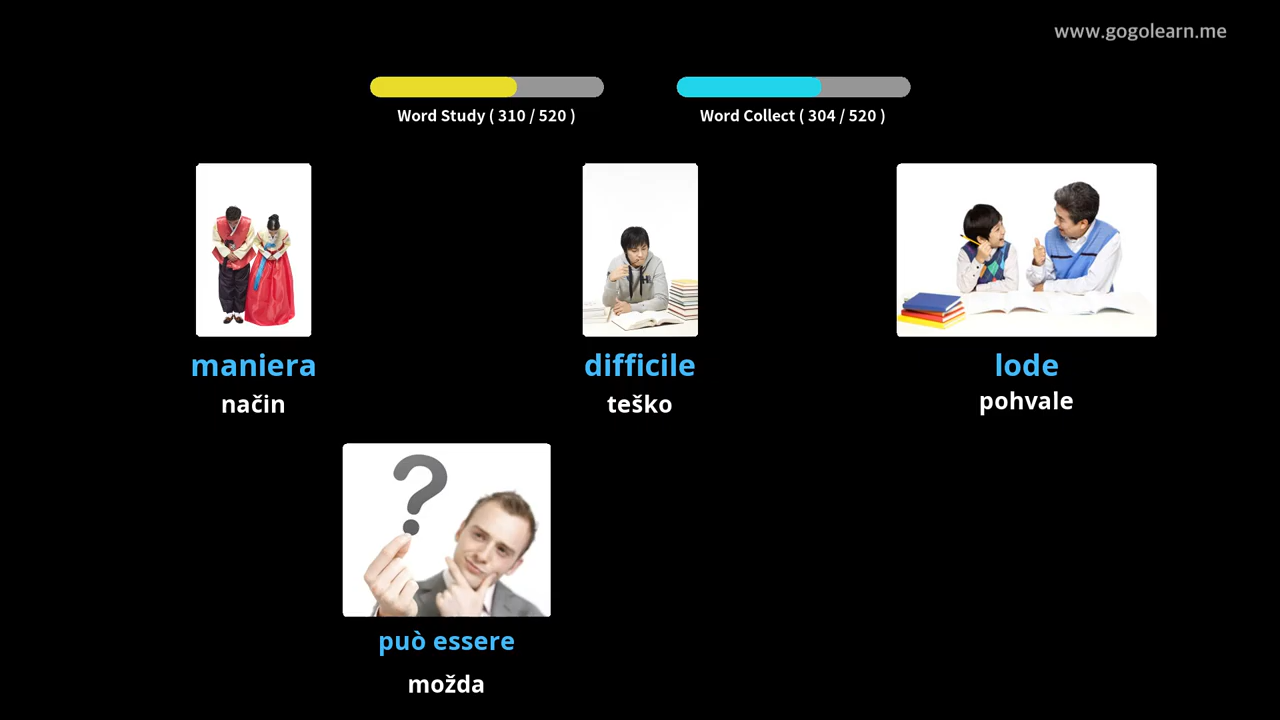 www.gogolearn.me
Word Study ( 310 / 520 )
Word Collect ( 304 / 520 )
maniera
način
difficile
teško
lode
pohvale
può essere
možda